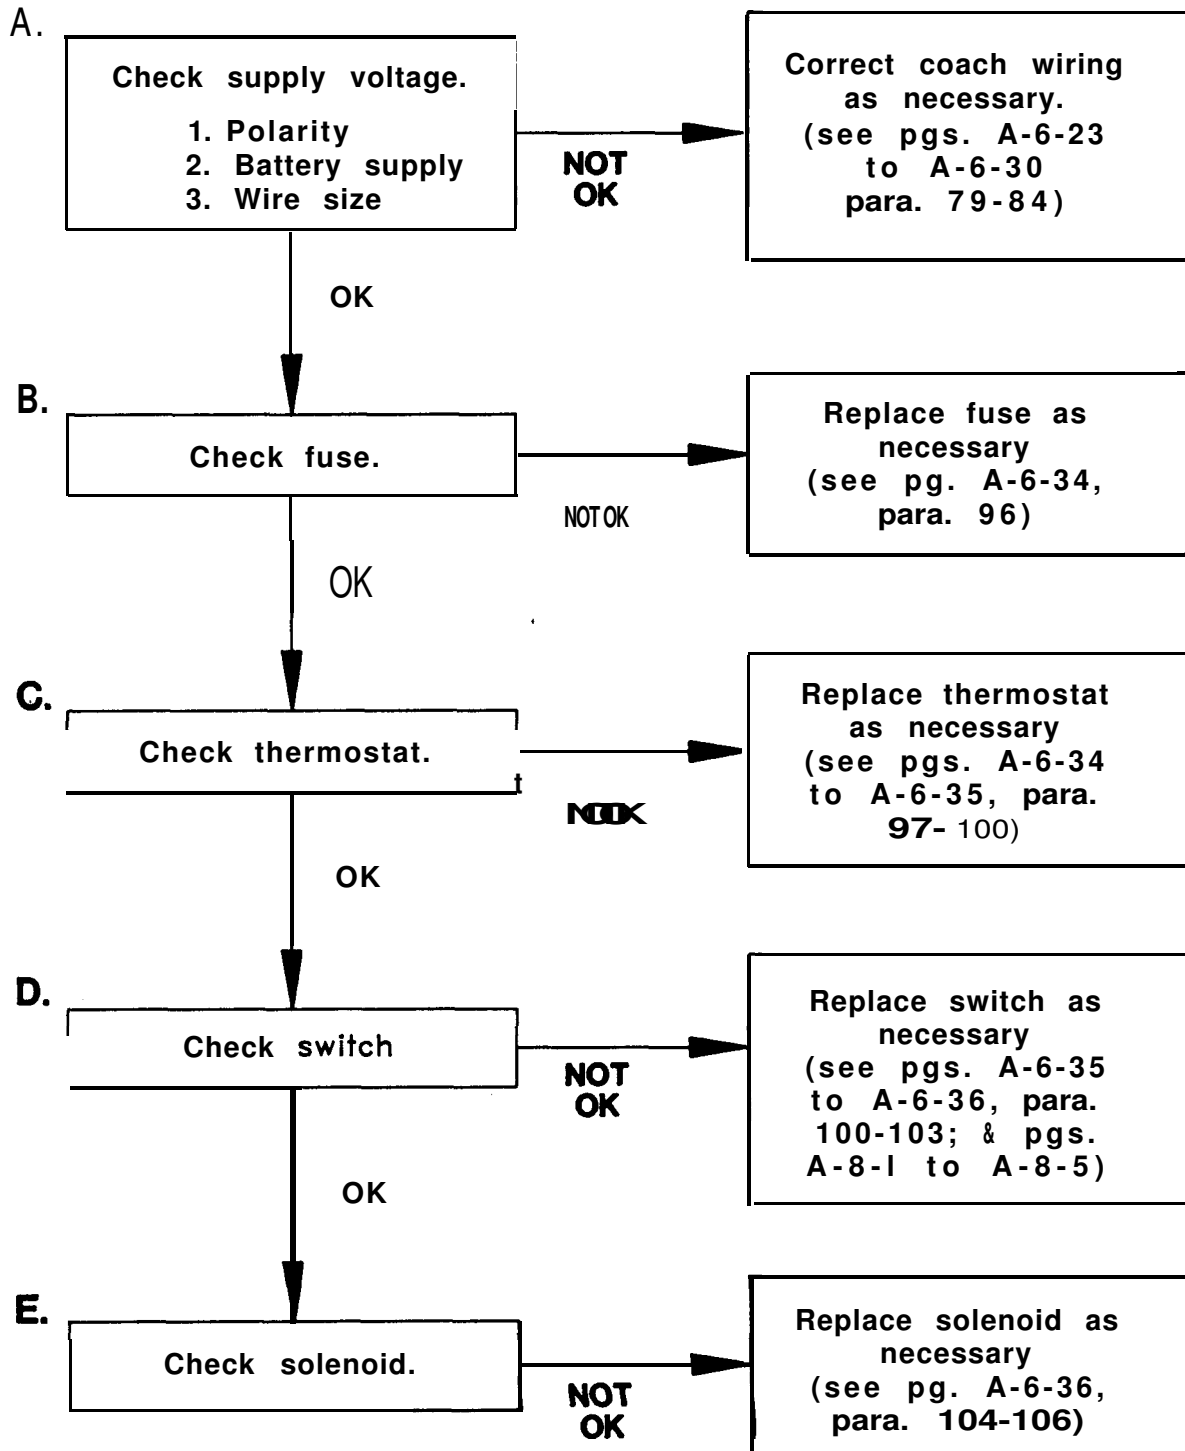 A.
Check supply voltage.
1. Polarity
2. Battery supply
3. Wire size
NOT
OK
Correct coach wiring
as necessary.
(see pgs. A-6-23
to A-6-30
para. 79-84)
OK
B.
Check fuse.
NOT OK
Replace fuse as
necessary
(see pg. A-6-34,
para. 96)
OK
C.
Check thermostat.
Replace thermostat
as necessary
(see pgs. A-6-34
to A-6-35, para.
97- 100)
OK
D.
Check switch
NOT
OK
Replace switch as
necessary
(see pgs. A-6-35
to A-6-36, para.
100-103; & pgs.
A-8-I to A-8-5)
OK
E.
Check solenoid.
NOT
OK
Replace solenoid as
necessary
(see pg. A-6-36,
para. 104-106)